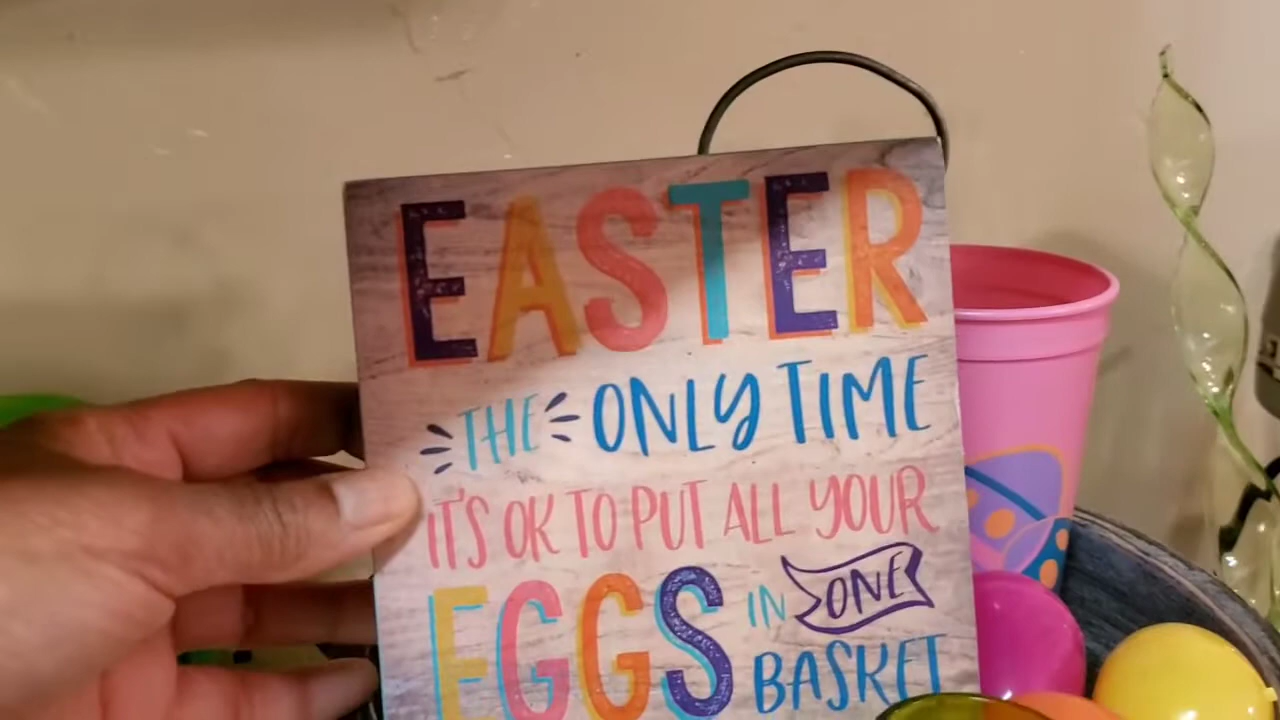 EASTER
THE ONLY TIME
IT'S OK TO PUT ALL YOUR
EGGS IN ONE
BASKET